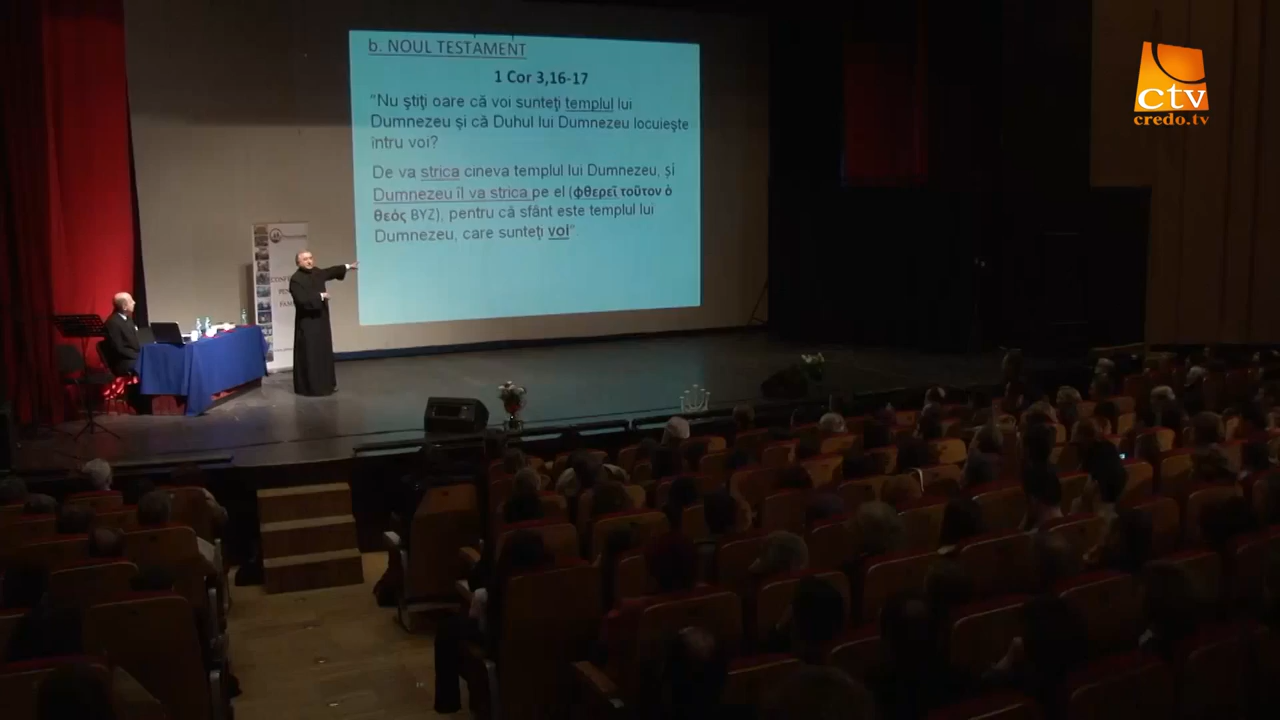 b. NOUL TESTAMENT
1 Cor 3,16-17
“Nu ştiţi oare că voi sunteţi templul lui
Dumnezeu şi că Duhul lui Dumnezeu locuieşte
întru voi?
De va strica cineva templul lui Dumnezeu, şi
Dumnezeu îl va strica pe el (φθερεῖ τοῦτον ὁ
θεός BYZ), pentru că sfânt este templul lui
Dumnezeu, care sunteţi voi”
ctv
credo.tv